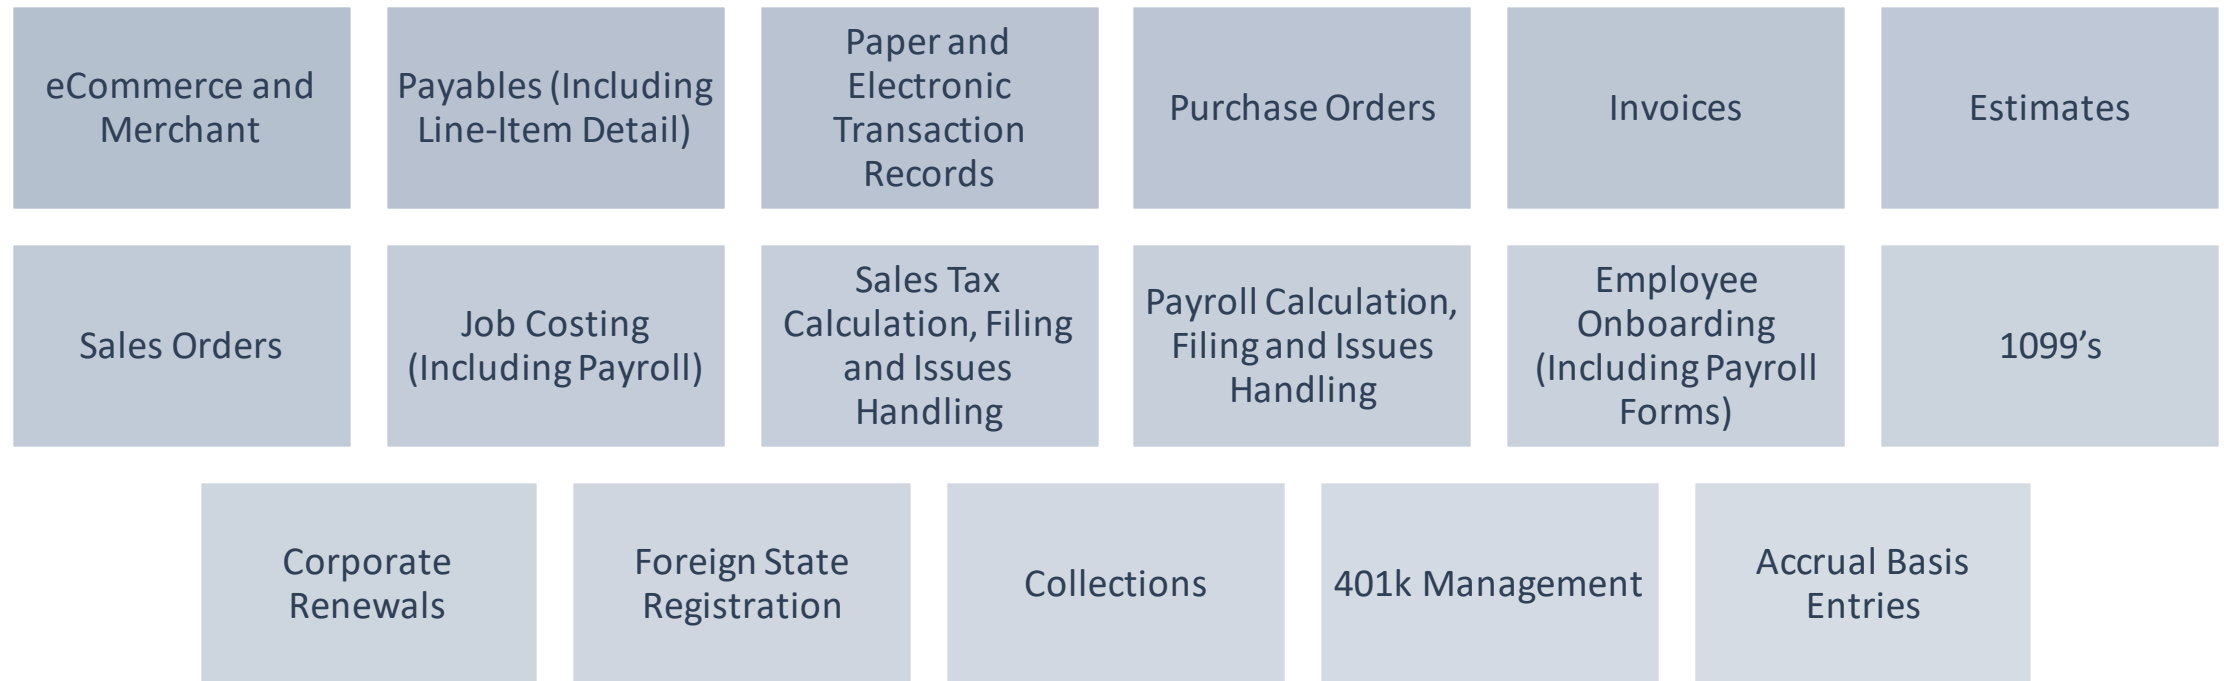 eCommerce and
Merchant
Payables (Including
Line-Item Detail)
Paper and
Electronic
Transaction
Records
Purchase Orders
Invoices
Estimates
Sales Orders
Job Costing
(Including Payroll)
Sales Tax
Calculation, Filing
and Issues
Handling
Payroll Calculation,
Filing and Issues
Handling
Employee
Onboarding
(Including Payroll
Forms)
1099’s
Corporate
Renewals
Foreign State
Registration
Collections
401k Management
Accrual Basis
Entries